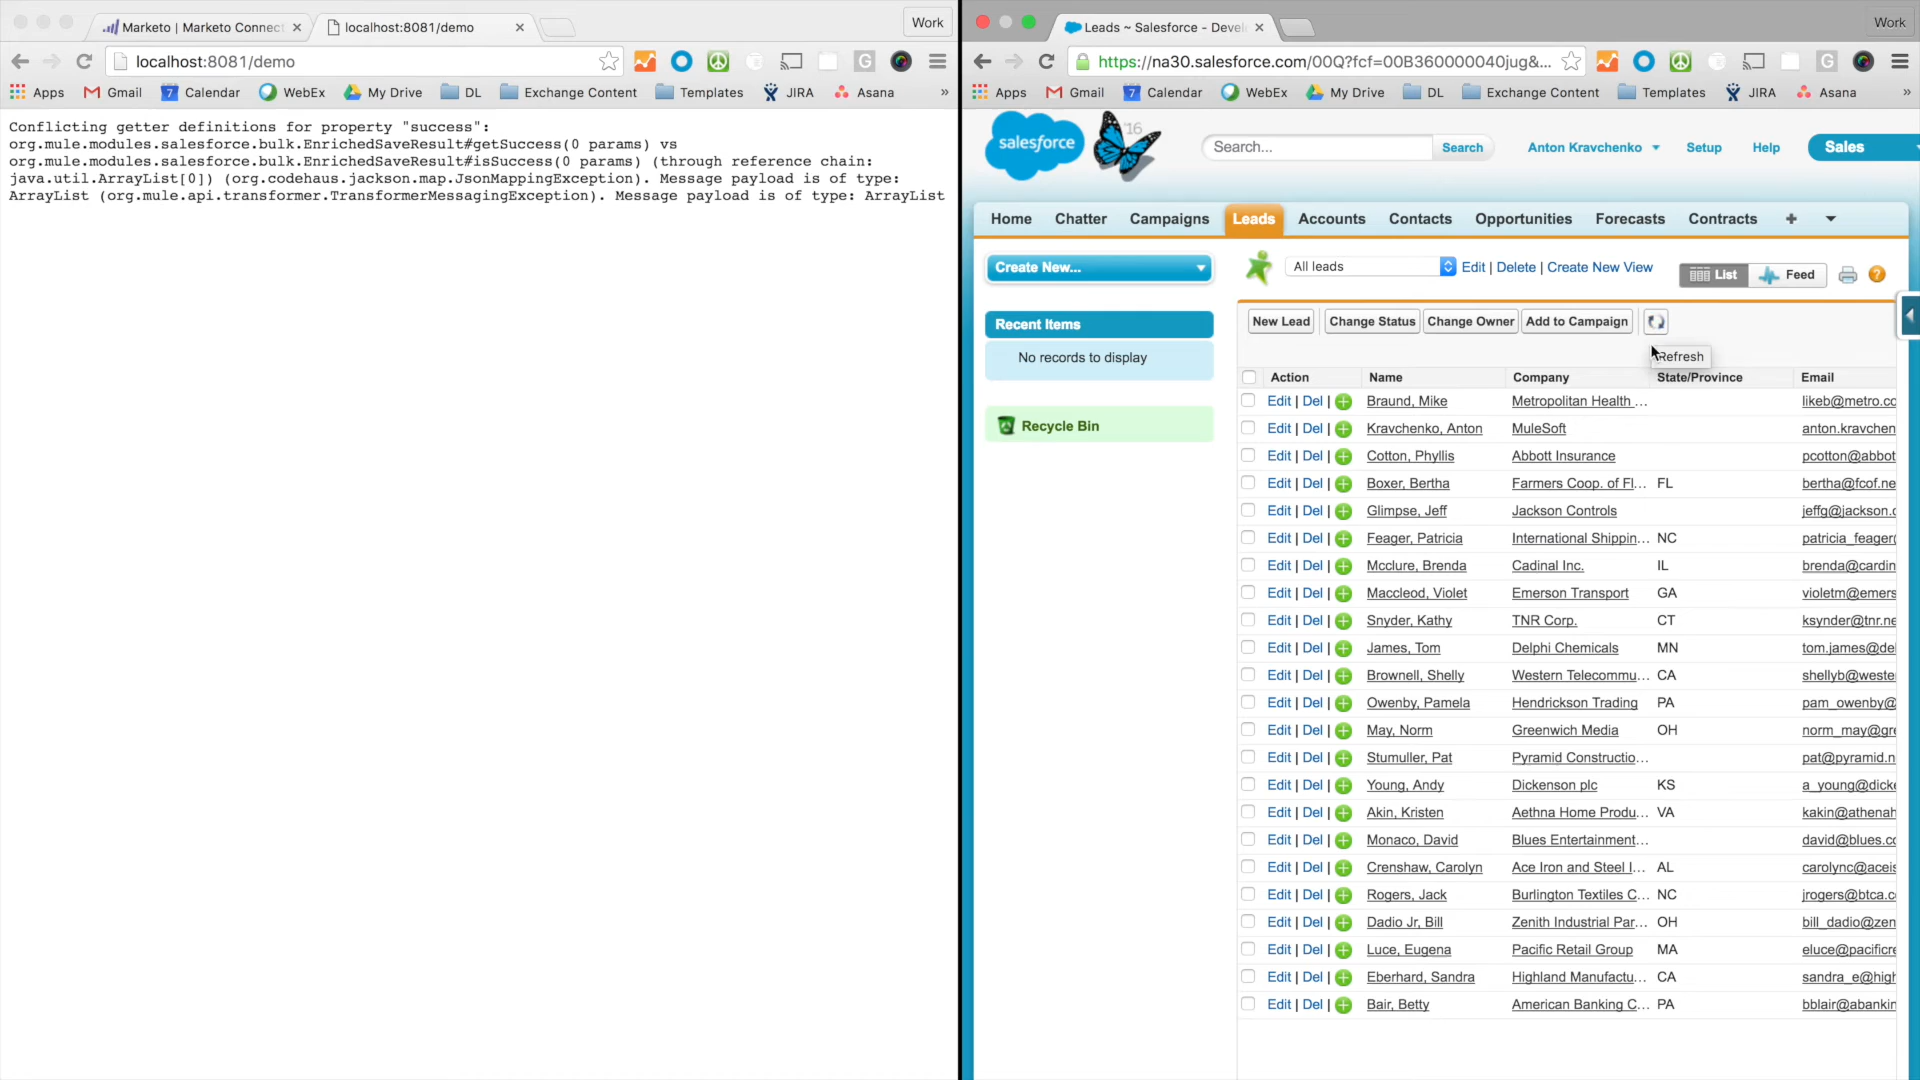 Marketo | Marketo Connect
localhost:8081/demo
Work
localhost:8081/demo
Apps
Gmail
7
Calendar
WebEx
My Drive
DL
Exchange Content
Templates
JIRA
Asana
»
Conflicting getter definitions for property "success":
org.mule.modules.salesforce.bulk.EnrichedSaveResult#getSuccess(0 params) vs
org.mule.modules.salesforce.bulk.EnrichedSaveResult#isSuccess(0 params) (through reference chain:
java.util.ArrayList[0]) (org.codehaus.jackson.map.JsonMappingException). Message payload is of type:
ArrayList (org.mule.api.transformer.TransformerMessagingException). Message payload is of type: ArrayList
Leads ~ Salesforce - Devel
Work
https://na30.salesforce.com/00Q?fcf=00B360000040jug&...
Apps
Gmail
7
Calendar
WebEx
My Drive
DL
Exchange Content
Templates
JIRA
Asana
»
salesforce
'16
Search...
Search
Anton Kravchenko
Setup
Help
Sales
Home
Chatter
Campaigns
Leads
Accounts
Contacts
Opportunities
Forecasts
Contracts
+
Create New...
Recent Items
No records to display
Recycle Bin
All leads
Edit | Delete | Create New View
List
Feed
?
New Lead
Change Status
Change Owner
Add to Campaign
Refresh
Action Name Company State/Province Email
Edit | Del | Braund, Mike Metropolitan Health ... likeb@metro.co
Edit | Del | Kravchenko, Anton MuleSoft anton.kravchen
Edit | Del | Cotton, Phyllis Abbott Insurance pcotton@abbot
Edit | Del | Boxer, Bertha Farmers Coop. of Fl... FL bertha@fcof.ne
Edit | Del | Glimpse, Jeff Jackson Controls jeffg@jackson.c
Edit | Del | Feager, Patricia International Shippin... NC patricia_feager(
Edit | Del | Mcclure, Brenda Cadinal Inc. IL brenda@cardin
Edit | Del | Maccleod, Violet Emerson Transport GA violetm@emers
Edit | Del | Snyder, Kathy TNR Corp. CT ksynder@tnr.ne
Edit | Del | James, Tom Delphi Chemicals MN tom.james@del
Edit | Del | Brownell, Shelly Western Telecommu... CA shellyb@weste
Edit | Del | Owenby, Pamela Hendrickson Trading PA pam_owenby@
Edit | Del | May, Norm Greenwich Media OH norm_may@gre
Edit | Del | Stumuller, Pat Pyramid Constructio... pat@pyramid.n
Edit | Del | Young, Andy Dickenson plc KS a_young@dicke
Edit | Del | Akin, Kristen Aethna Home Produ... VA kakin@athenah
Edit | Del | Monaco, David Blues Entertainment... david@blues.co
Edit | Del | Crenshaw, Carolyn Ace Iron and Steel I... AL carolync@aceis
Edit | Del | Rogers, Jack Burlington Textiles C... NC jrogers@btca.c
Edit | Del | Dadio Jr, Bill Zenith Industrial Par... OH bill_dadio@zen
Edit | Del | Luce, Eugena Pacific Retail Group MA eluce@pacificre
Edit | Del | Eberhard, Sandra Highland Manufactu... CA sandra_e@high
Edit | Del | Bair, Betty American Banking C... PA bblair@abankin